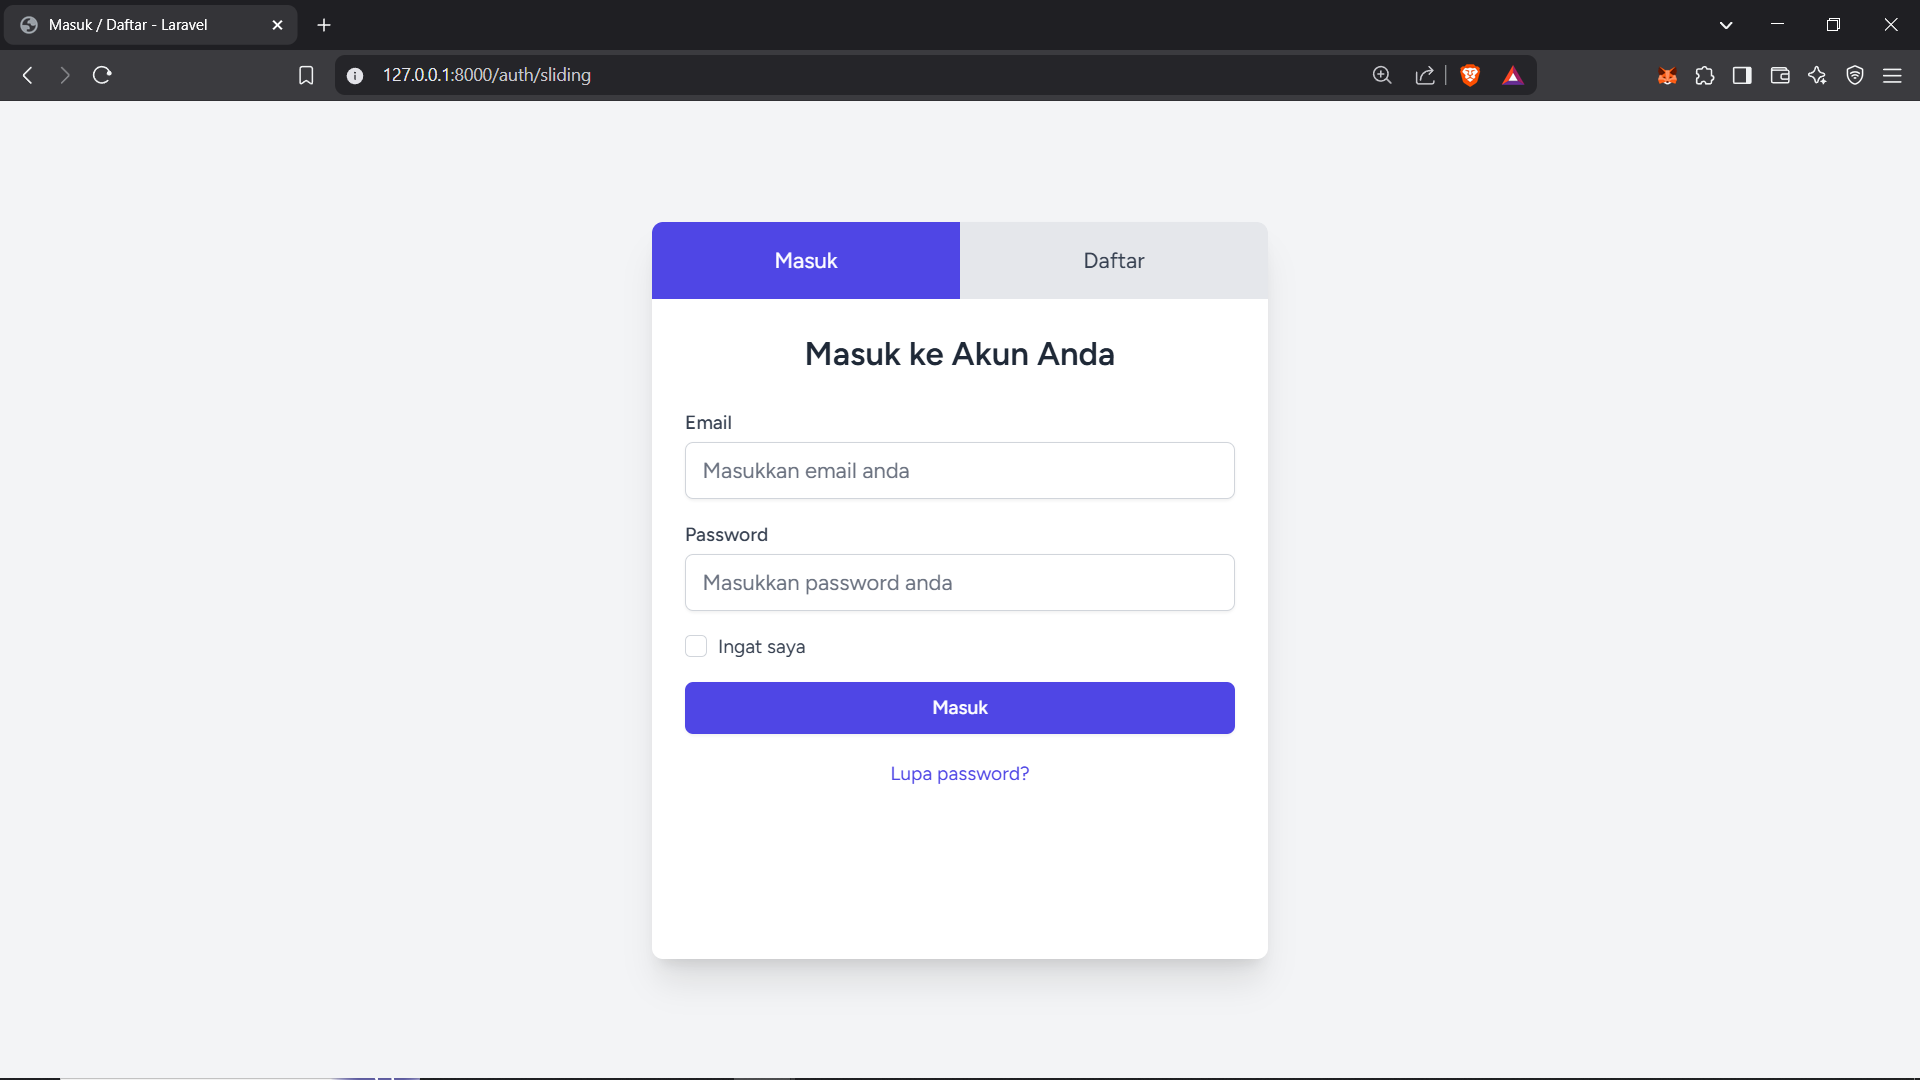 Masuk / Daftar - Laravel
127.0.0.1:8000/auth/sliding
Masuk
Daftar
Masuk ke Akun Anda
Email
Masukkan email anda
Password
Masukkan password anda
Ingat saya
Masuk
Lupa password?